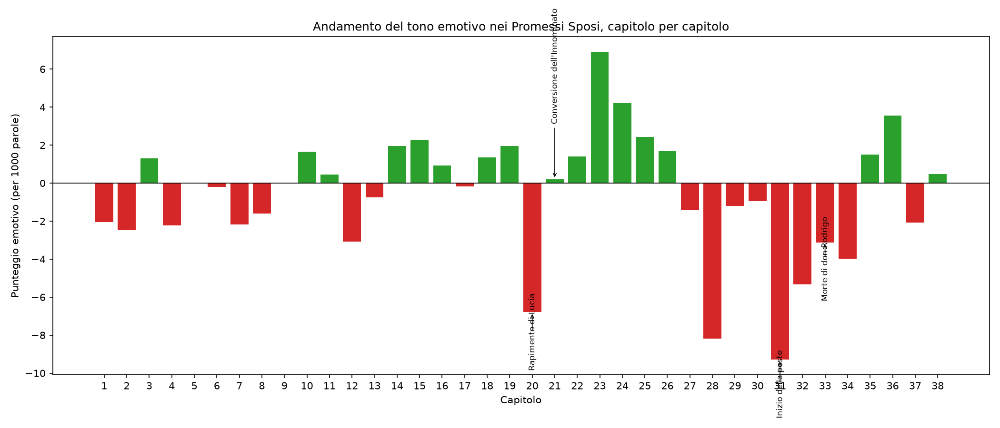 Andamento del tono emotivo nei Promessi Sposi, capitolo per capitolo
Conversione dell'Innominato
Punteggio emotivo (per 1000 parole)
6
4
2
0
−2
−4
−6
−8
−10
Rapimento di Lucia
Morte di don Rodrigo
Inizio della peste
1 2 3 4 5 6 7 8 9 10 11 12 13 14 15 16 17 18 19 20 21 22 23 24 25 26 27 28 29 30 31 32 33 34 35 36 37 38
Capitolo